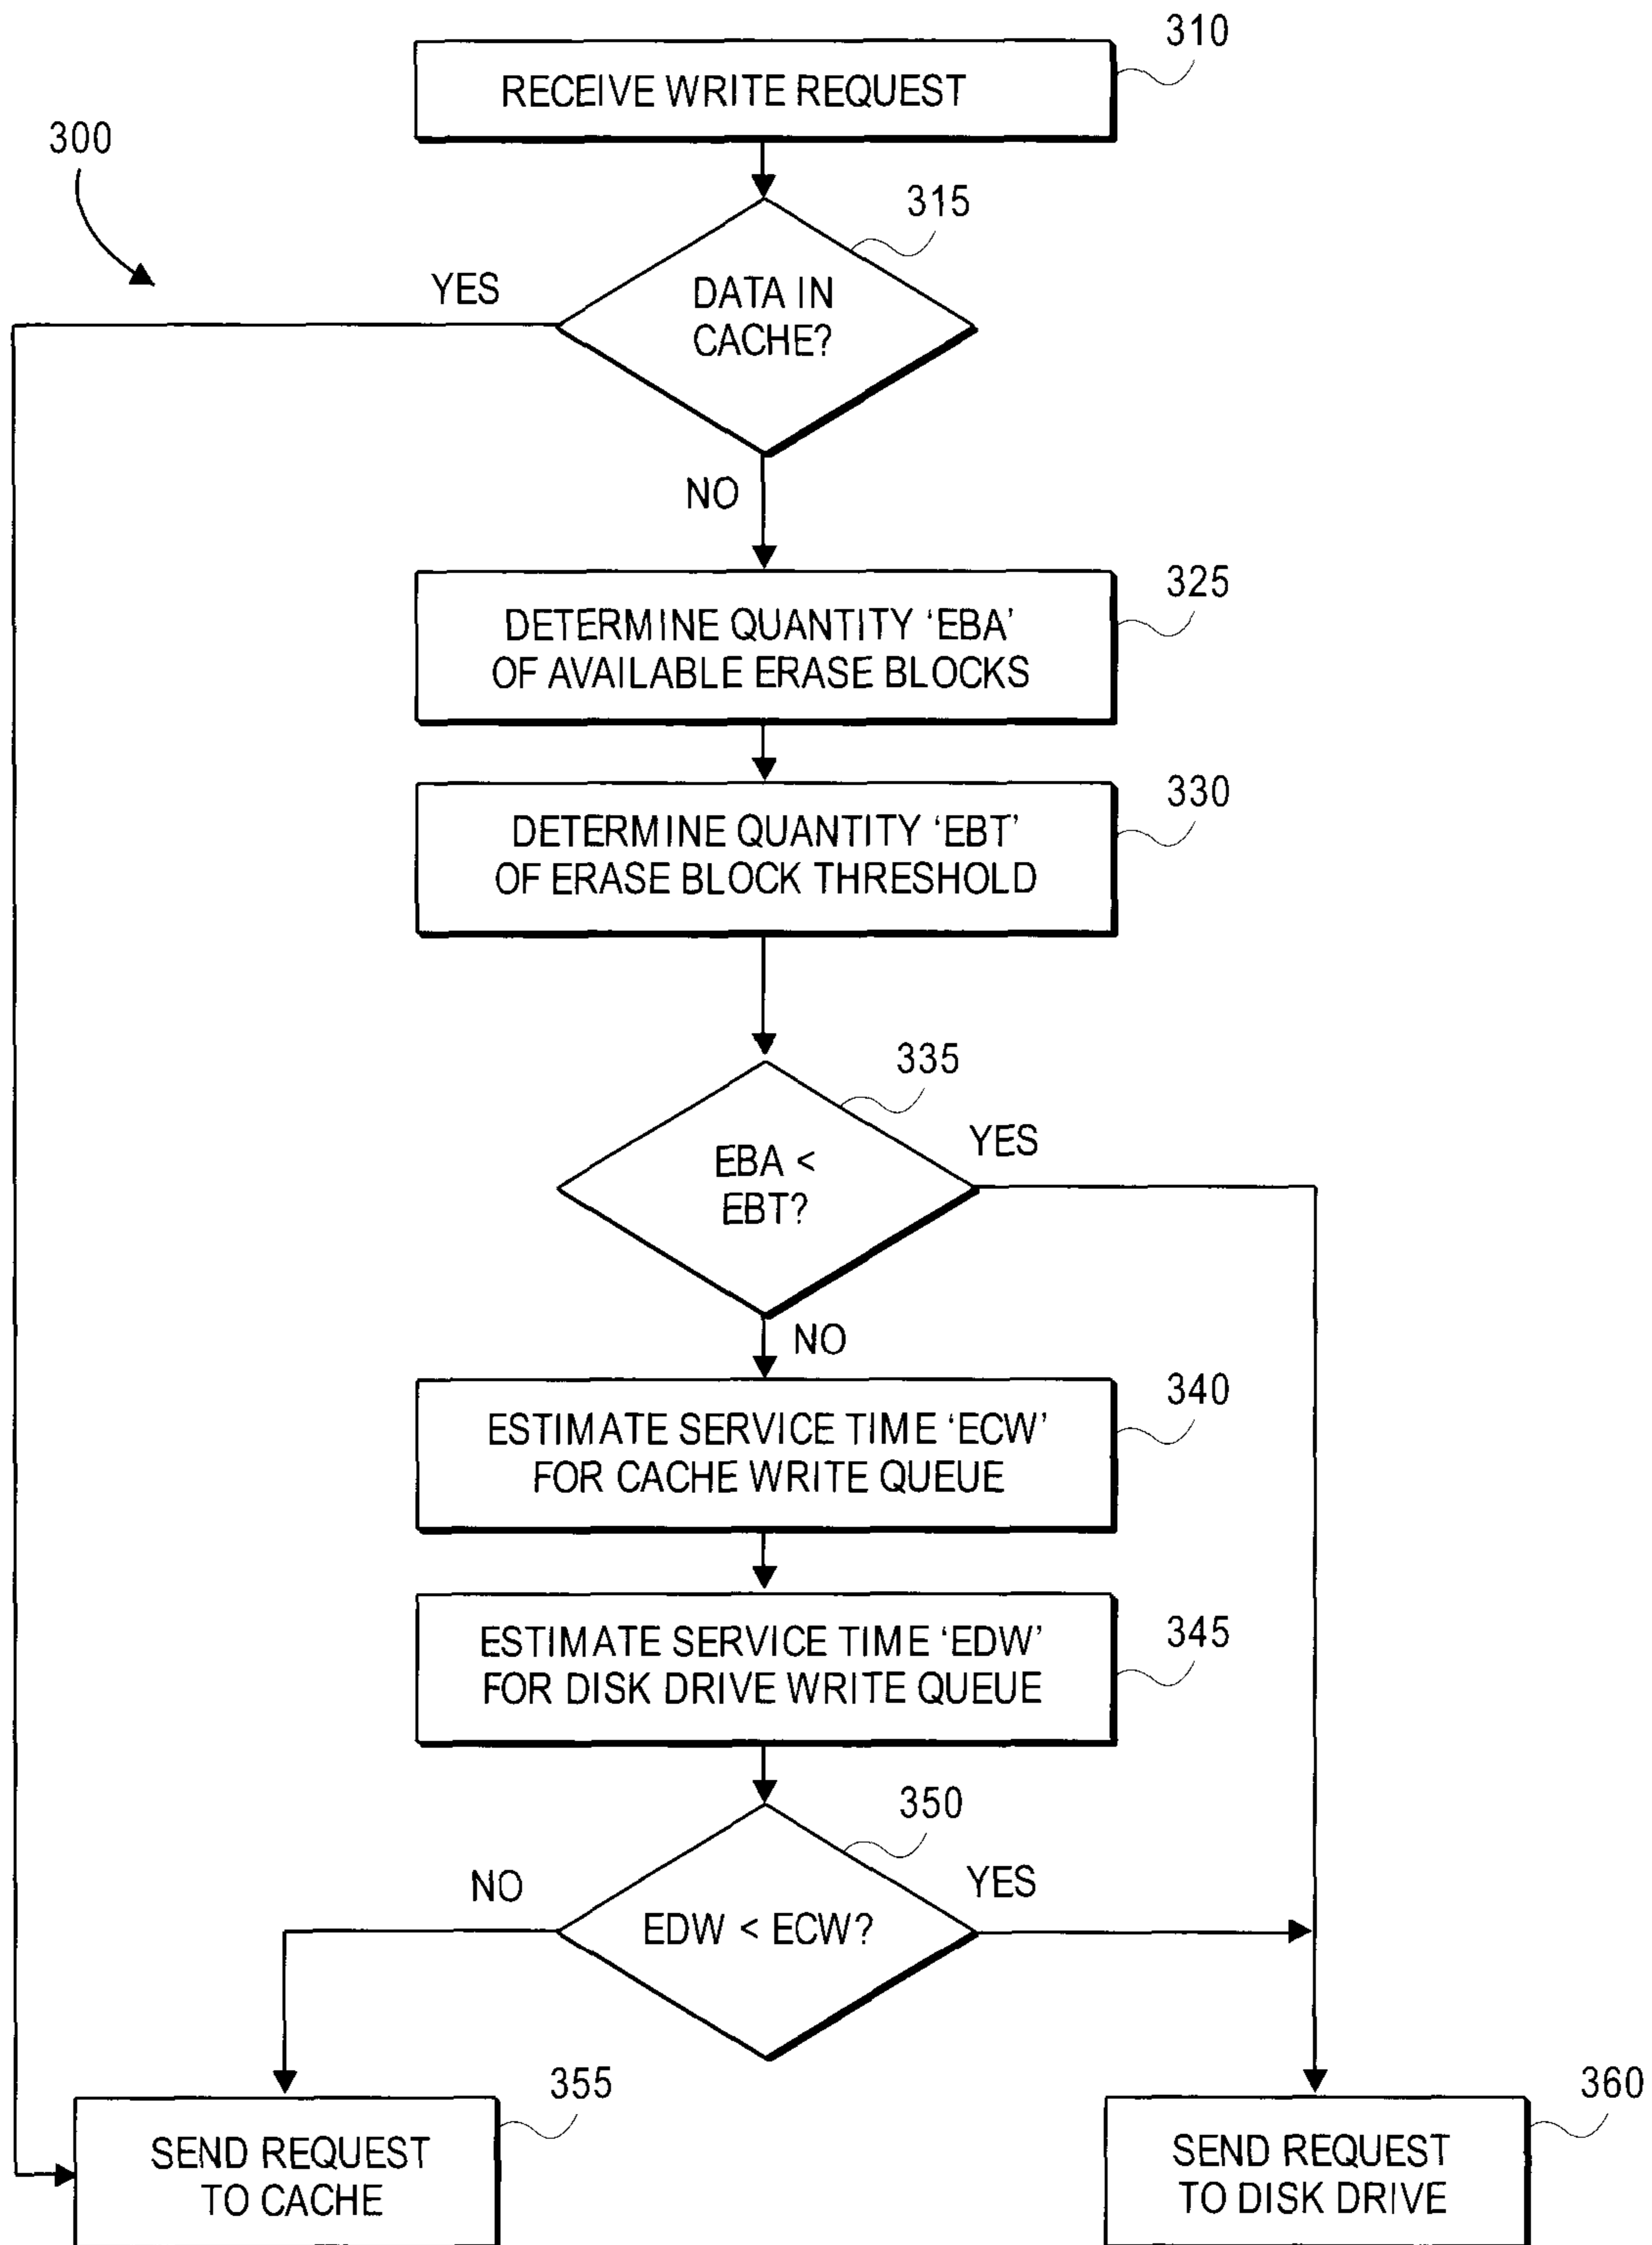 310
RECEIVE WRITE REQUEST
300
315
YES
DATA IN
CACHE?
NO
325
DETERMINE QUANTITY ‘EBA’
OF AVAILABLE ERASE BLOCKS
330
DETERMINE QUANTITY ‘EBT’
OF ERASE BLOCK THRESHOLD
335
YES
EBA <
EBT?
NO
340
ESTIMATE SERVICE TIME ‘ECW’
FOR CACHE WRITE QUEUE
345
ESTIMATE SERVICE TIME ‘EDW’
FOR DISK DRIVE WRITE QUEUE
350
NO
YES
EDW < ECW?
355
SEND REQUEST
TO CACHE
360
SEND REQUEST
TO DISK DRIVE